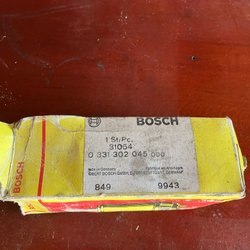 BOSCH
1 St/Pc.
31054
0 331 302 045 000
Made in Germany
ROBERT BOSCH GMBH, D-70442 STUTTGART, GERMANY
849 9943
BOSCH